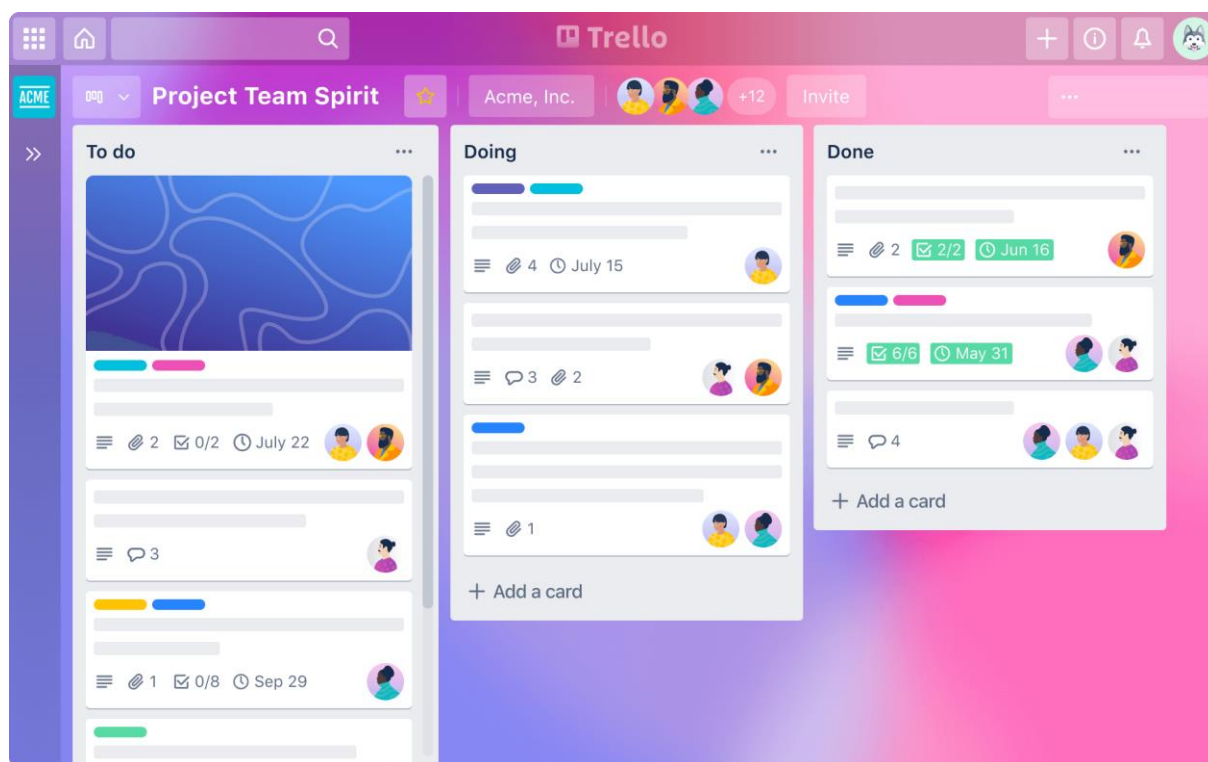 Trello
ACME
Project Team Spirit
Acme, Inc.
+12
Invite
To do
2 0/2 July 22
3
1 0/8 Sep 29
Doing
4 July 15
3 2
1
+ Add a card
Done
2 2/2 Jun 16
6/6 May 31
4
+ Add a card